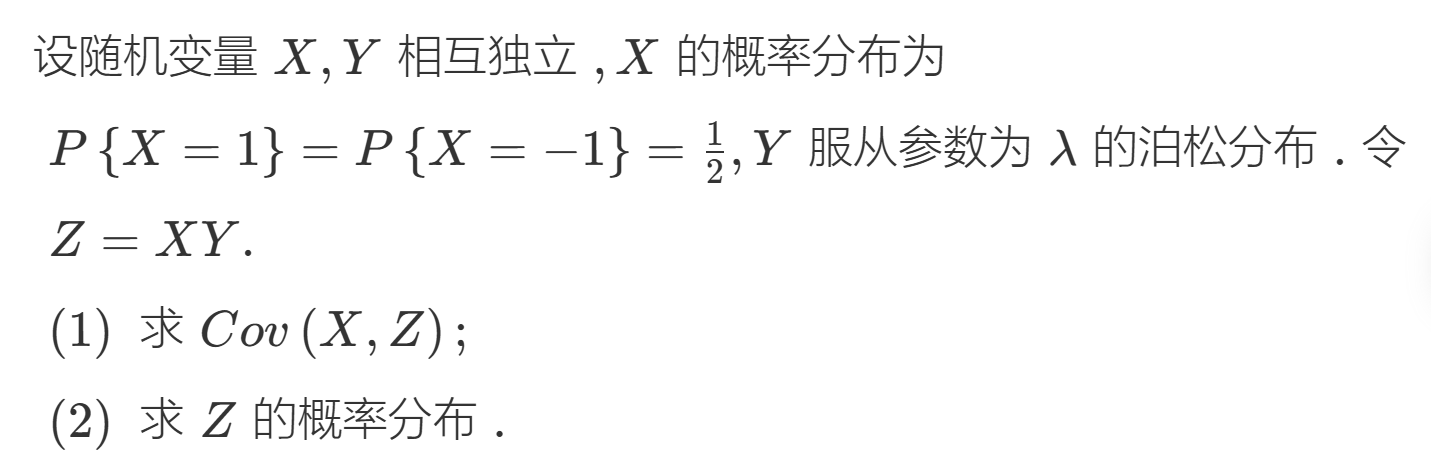 设随机变量 X, Y 相互独立 , X 的概率分布为
P {X = 1} = P {X = −1} = 1/2, Y 服从参数为 λ 的泊松分布 . 令
Z = XY.
(1) 求 Cov (X, Z) ;
(2) 求 Z 的概率分布 .